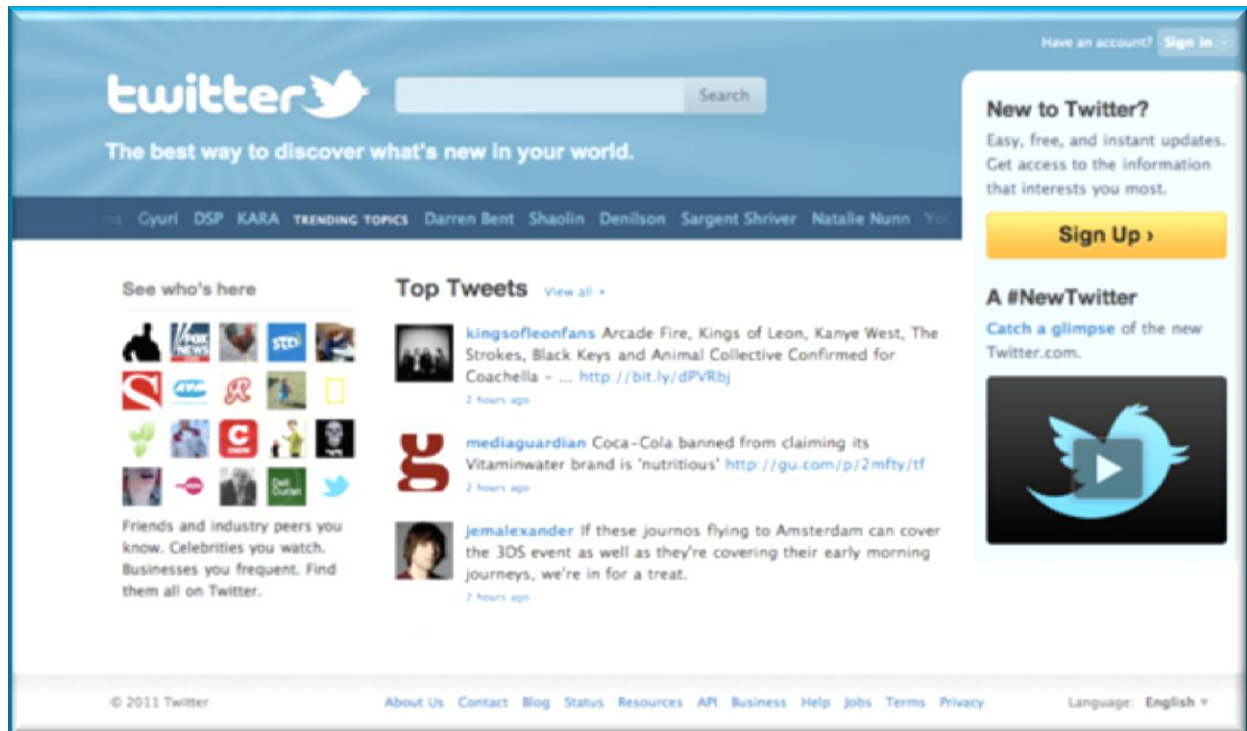 Have an account? Sign in
twitter
Search
The best way to discover what's new in your world.
Gyuri DSP KARA TRENDING TOPICS Darren Bent Shaolin Denilson Sargent Shriver Natalie Nunn
New to Twitter?
Easy, free, and instant updates.
Get access to the information
that interests you most.
Sign Up ›
A #NewTwitter
Catch a glimpse of the new
Twitter.com.
See who's here
FOX
NEWS
Friends and industry peers you
know. Celebrities you watch.
Businesses you frequent. Find
them all on Twitter.
Top Tweets View all
kingsofleonfans Arcade Fire, Kings of Leon, Kanye West, The
Strokes, Black Keys and Animal Collective Confirmed for
Coachella - ... http://bit.ly/dPVRbj
2 hours ago
g
mediaguardian Coca-Cola banned from claiming its
Vitaminwater brand is 'nutritious' http://gu.com/p/2mfty/tf
2 hours ago
jemalexander If these journos flying to Amsterdam can cover
the 3DS event as well as they're covering their early morning
journeys, we're in for a treat.
2 hours ago
© 2011 Twitter
About Us Contact Blog Status Resources API Business Help Jobs Terms Privacy
Language: English